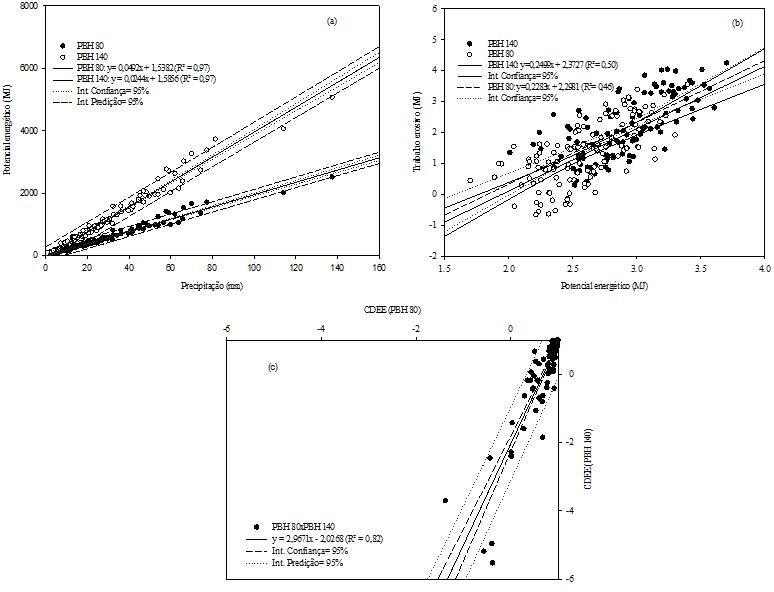 (a)
8000
6000
4000
2000
0
Potencial energético (MJ)
PBH 80
PBH 140
PBH 80: y= 0,0492x + 1,5382 (R²= 0,97)
PBH 140: y= 0,0244x + 1,5856 (R²= 0,97)
Int. Confiança= 95%
Int. Predição= 95%
0 20 40 60 80 100 120 140 160
Precipitação (mm)
(b)
6
5
4
3
2
1
0
-1
-2
Trabalho erosivo (MJ)
PBH 140
PBH 80
PBH 140: y=0,2499x + 2,3727 (R²= 0,50)
Int. Confiança= 95%
PBH 80: y=0,2283x + 2,2981 (R²= 0,46)
Int. Confiança= 95%
1.5 2.0 2.5 3.0 3.5 4.0
Potencial energético (MJ)
CDEE (PBH 80)
-6 -4 -2 0
(c)
0
-2
-4
-6
CDEE (PBH 140)
PBH 80xPBH 140
y = 2,9671x - 2,0268 (R² = 0,82)
Int. Confiança= 95%
Int. Predição= 95%